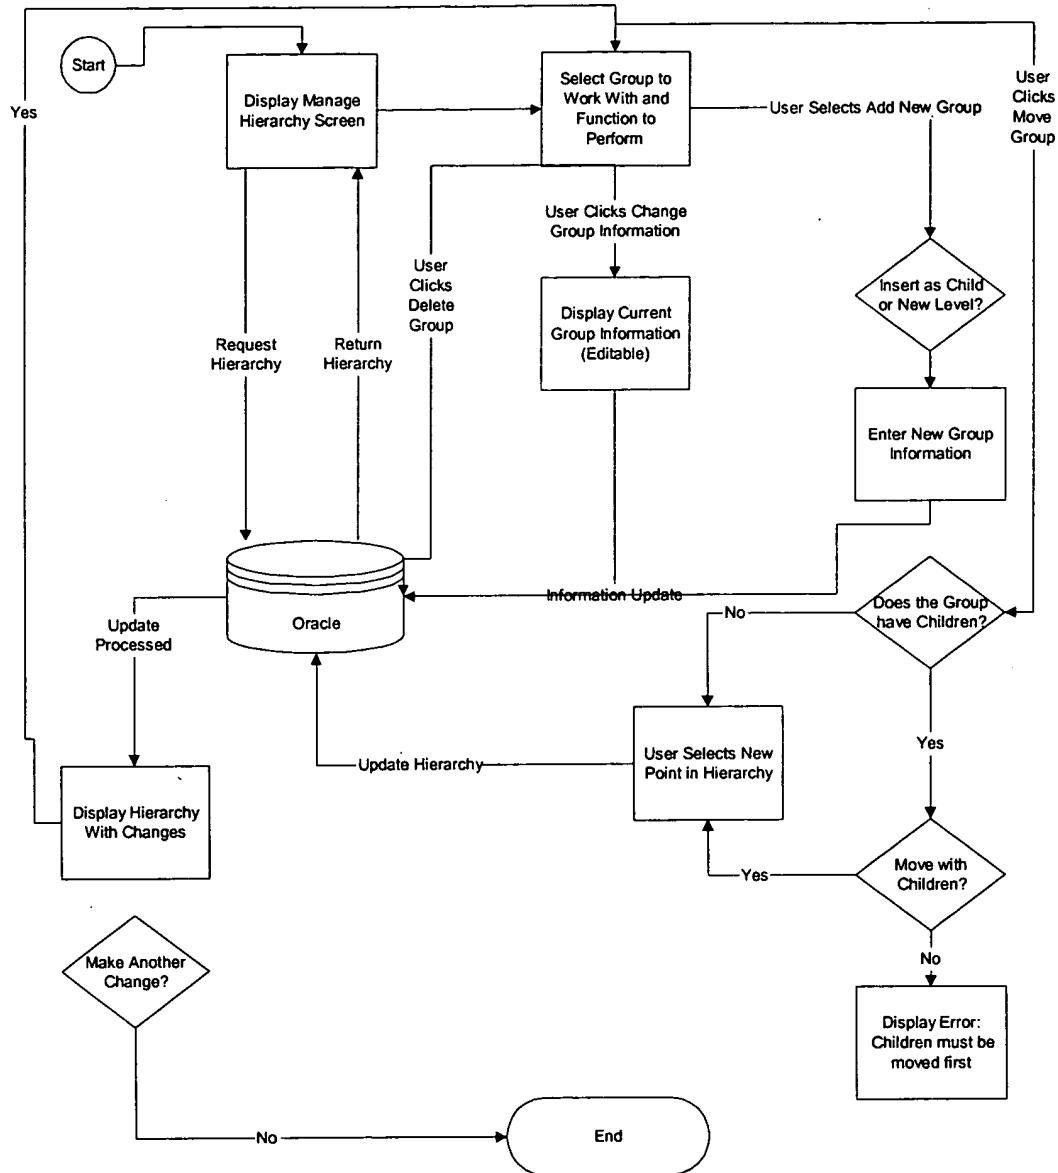 Start
Yes
Display Manage
Hierarchy Screen
Select Group to
Work With and
Function to
Perform
User Selects Add New Group
User
Clicks
Move
Group
User Clicks Change
Group Information
User
Clicks
Delete
Group
Insert as Child
or New Level?
Display Current
Group Information
(Editable)
Request
Hierarchy
Return
Hierarchy
Enter New Group
Information
Information Update
Oracle
Does the Group
have Children?
No
Update
Processed
Yes
User Selects New
Point in Hierarchy
Update Hierarchy
Display Hierarchy
With Changes
Move with
Children?
Yes
No
Make Another
Change?
Display Error:
Children must be
moved first
No
End